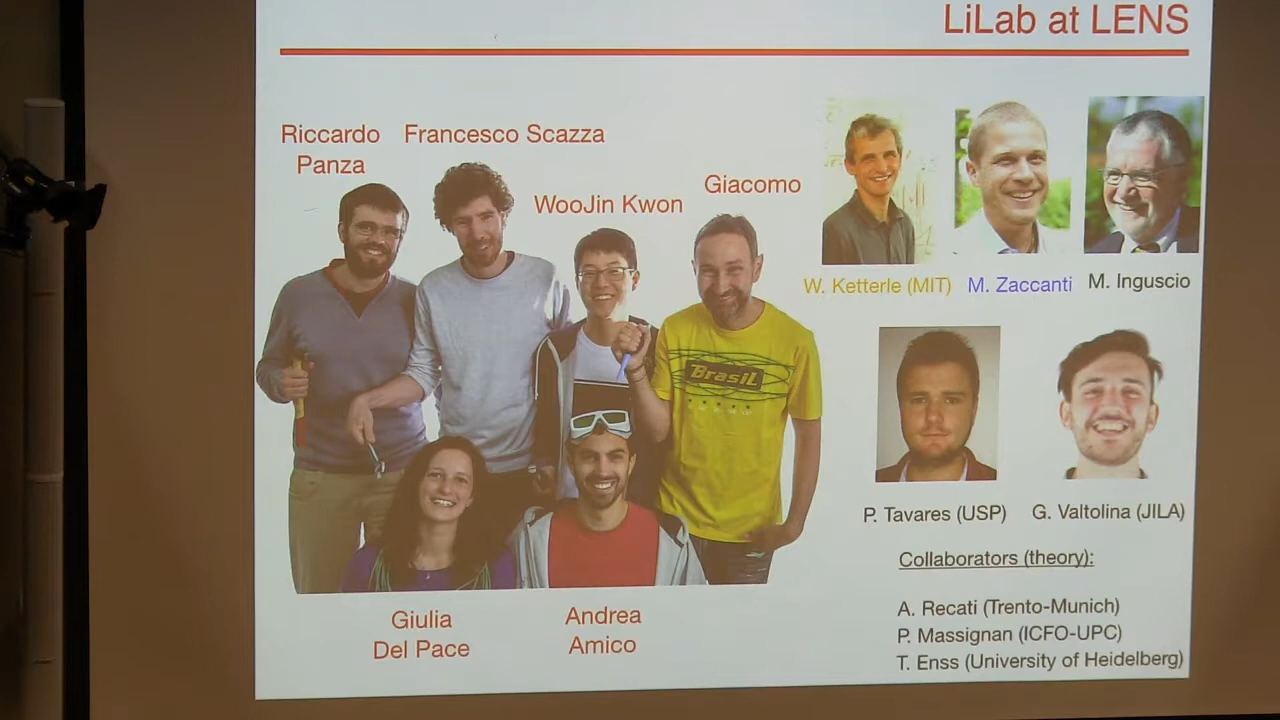 LiLab at LENS
Riccardo
Panza
Francesco Scazza
WooJin Kwon
Giacomo
BrasiL
Giulia
Del Pace
Andrea
Amico
W. Ketterle (MIT)
M. Zaccanti
M. Inguscio
P. Tavares (USP)
G. Valtolina (JILA)
Collaborators (theory):
A. Recati (Trento-Munich)
P. Massignan (ICFO-UPC)
T. Enss (University of Heidelberg)